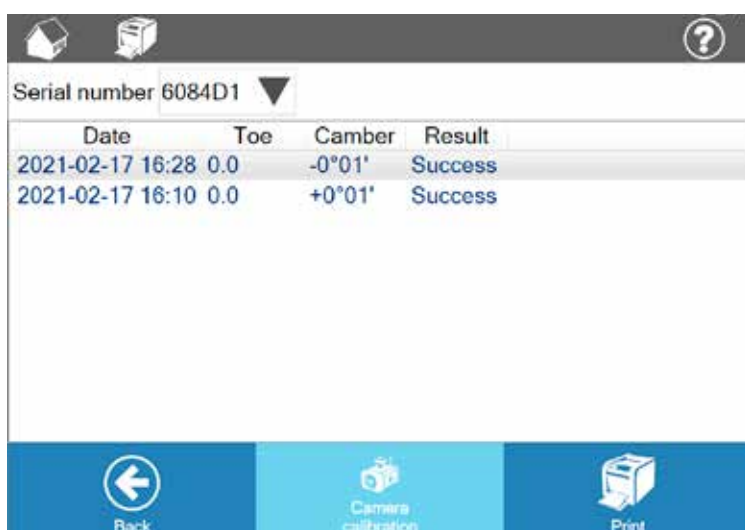 Serial number 6084D1
Date Toe Camber Result
2021-02-17 16:28 0.0 -0°01' Success
2021-02-17 16:10 0.0 +0°01' Success
Back
Camera
calibration
Print